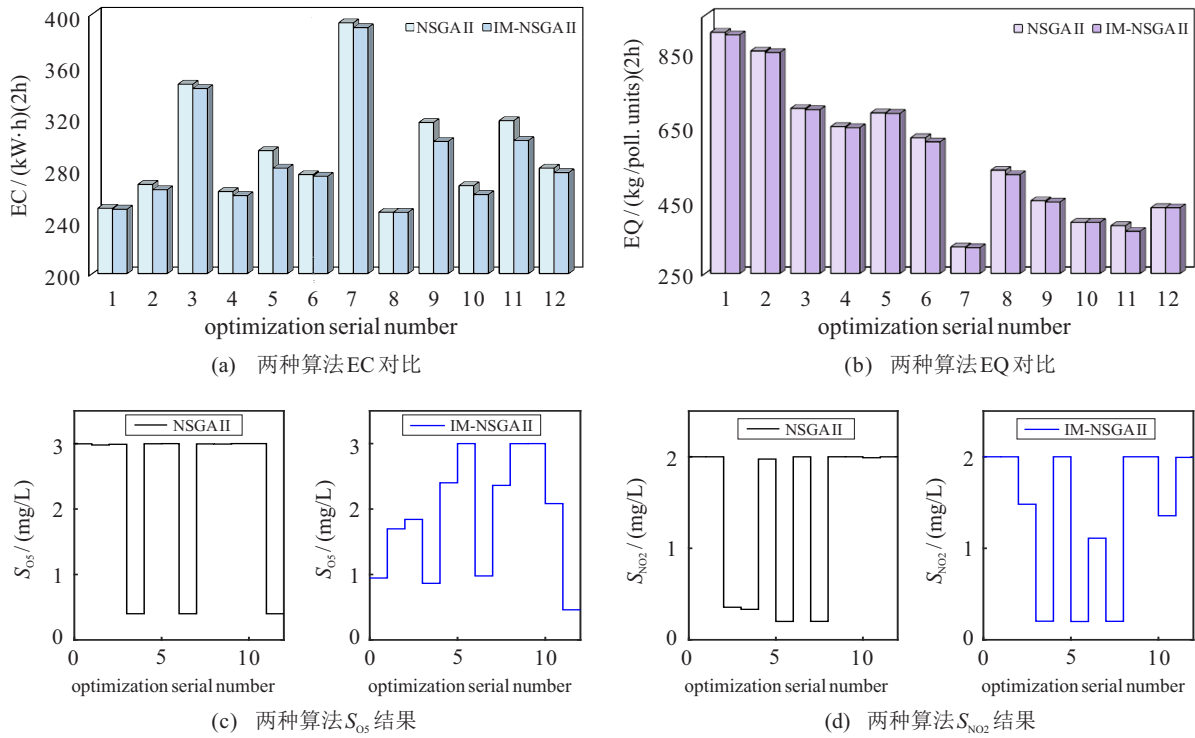 EC / (kW·h)(2h)
400
360
320
280
240
200
NSGAII IM-NSGAII
1 2 3 4 5 6 7 8 9 10 11 12
optimization serial number
(a) 两种算法EC对比
EQ / (kg/poll. units)(2h)
850
650
450
250
NSGAII IM-NSGAII
1 2 3 4 5 6 7 8 9 10 11 12
optimization serial number
(b) 两种算法EQ对比
S_O5 / (mg/L)
3
2
1
0
NSGAII
0 5 10
optimization serial number
S_O5 / (mg/L)
3
2
1
0
IM-NSGAII
0 5 10
optimization serial number
(c) 两种算法S_O5结果
S_NO2 / (mg/L)
2
1
0
NSGAII
0 5 10
optimization serial number
S_NO2 / (mg/L)
2
1
0
IM-NSGAII
0 5 10
optimization serial number
(d) 两种算法S_NO2结果